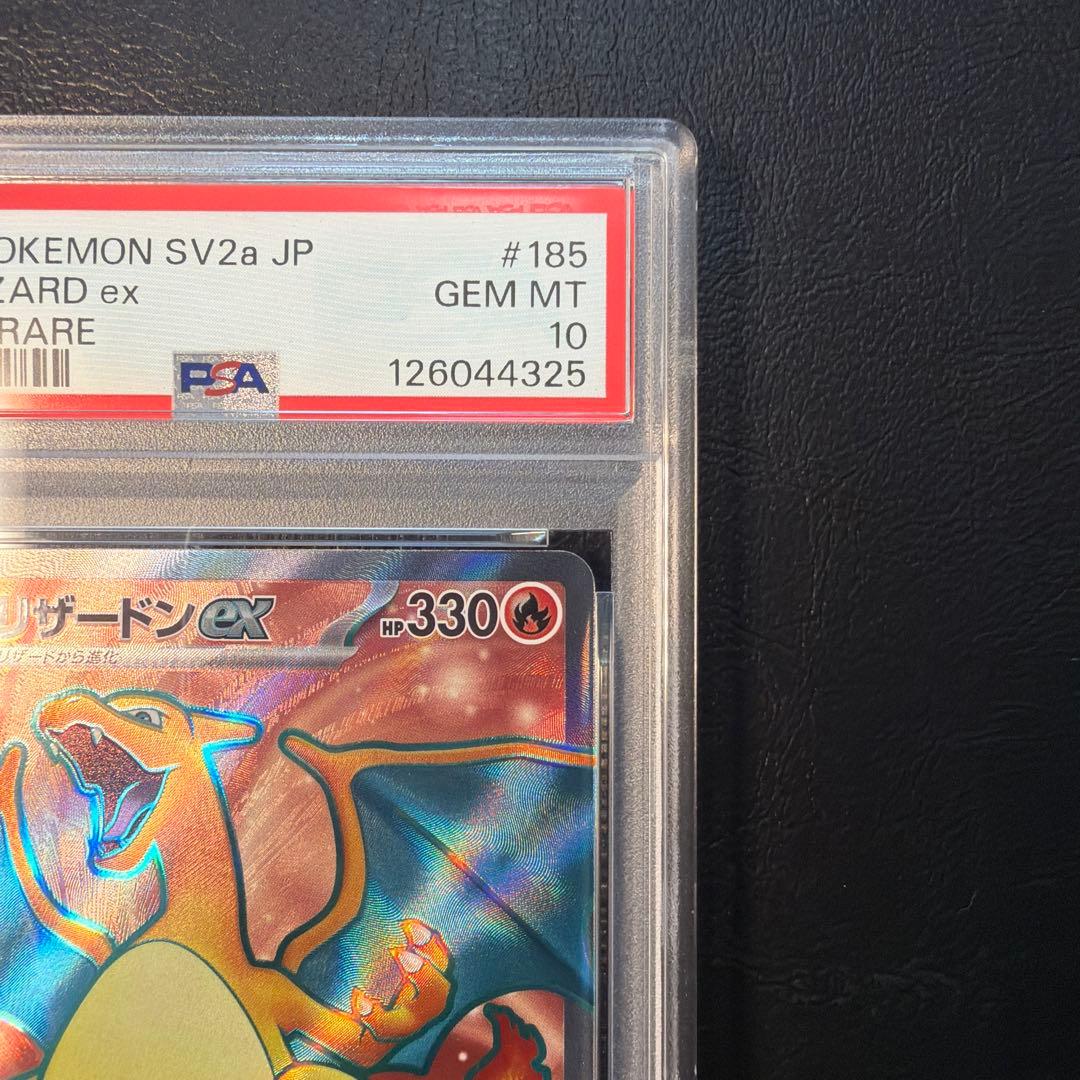 OKEMON SV2a JP #185
ZARD ex GEM MT
RARE 10
PSA 126044325
リザードンex HP330
リザードから進化